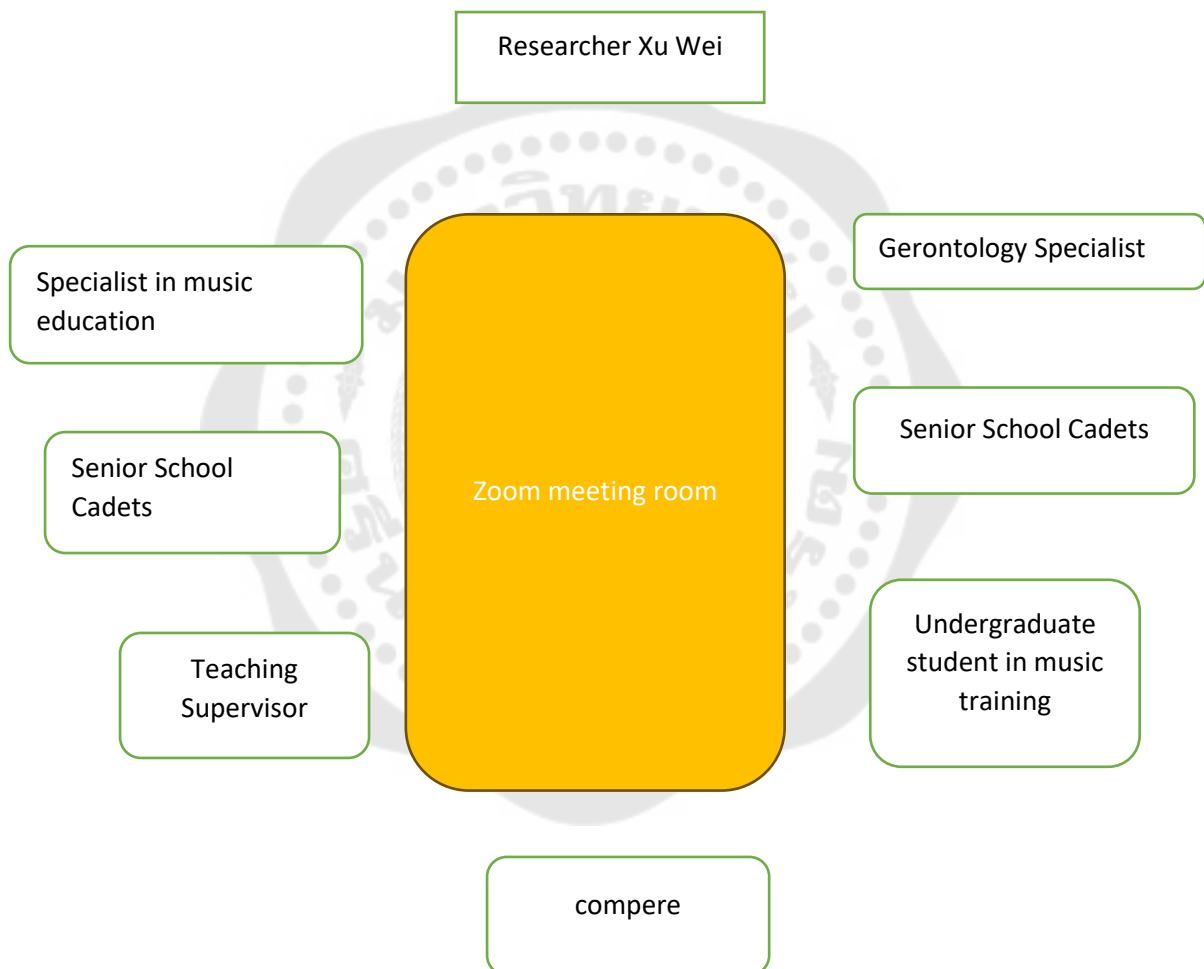 Researcher Xu Wei
Gerontology Specialist
Specialist in music
education
Senior School Cadets
Senior School
Cadets
Zoom meeting room
Undergraduate
student in music
training
Teaching
Supervisor
compere